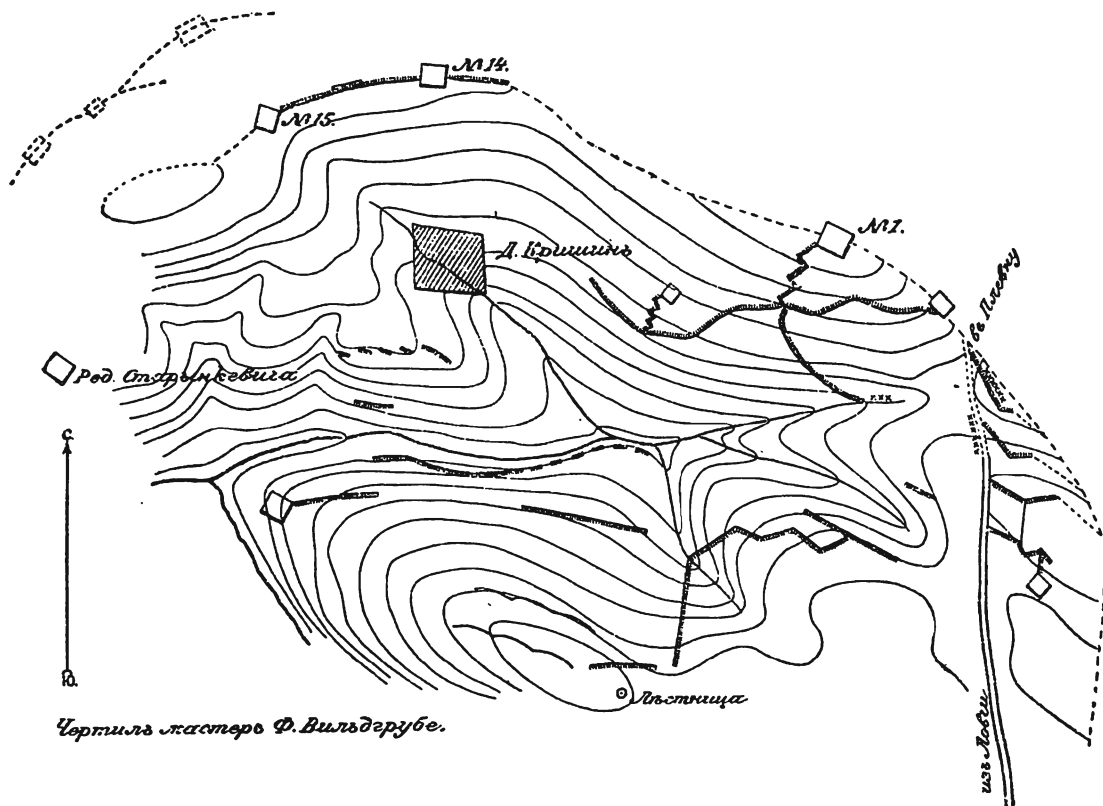 №14.
№15.
№1.
Д. Кришинъ
въ Плевну
Ред. Старынкевича
С.
Ю.
Лѣстница
изъ Ловчи
Чертилъ мастеръ Ф. Вильдгрубе.